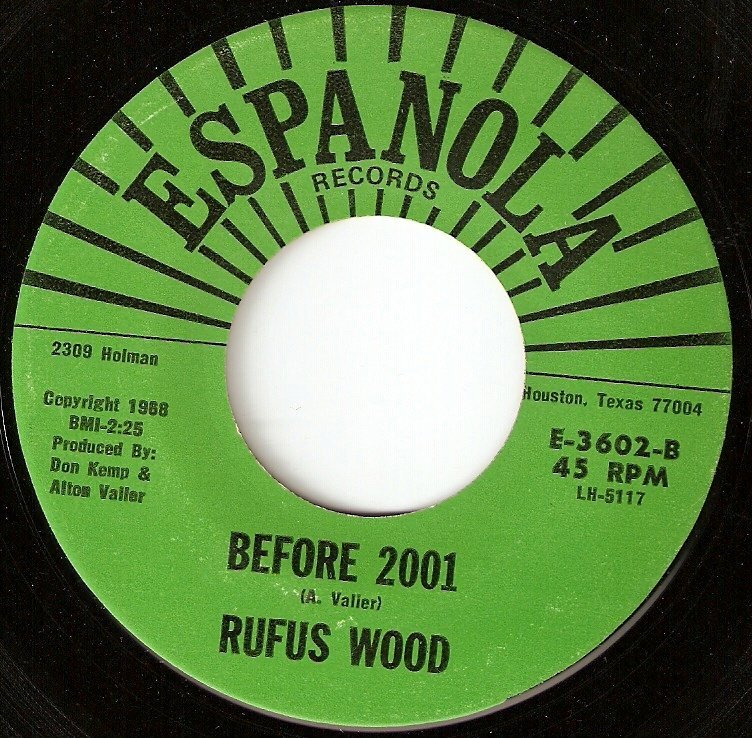 ESPANOLA
RECORDS
2309 Holman
Houston, Texas 77004
Copyright 1968
BMI-2:25
Produced By:
Don Kemp &
Alton Valier
E-3602-B
45 RPM
LH-5117
BEFORE 2001
(A. Valier)
RUFUS WOOD